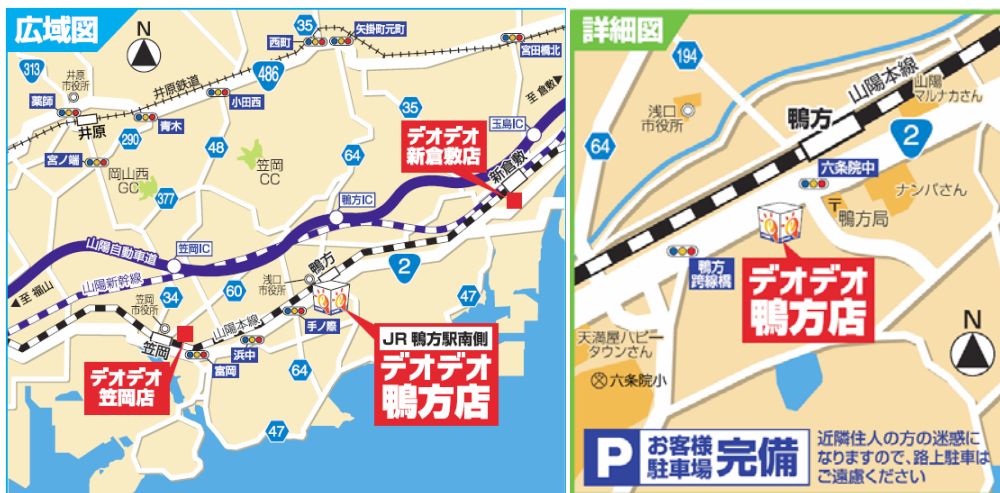 広域図
N
35
西町
矢掛町元町
宮田橋北
313
井原
市役所
井原鉄道
486
至 倉敷
薬師
小田西
35
井原
青木
玉島IC
290
デオデオ
新倉敷店
宮ノ端
48
64
岡山西
GC
笠岡
CC
新倉敷
377
鴨方IC
山陽自動車道
笠岡IC
至 福山
山陽新幹線
浅口
市役所
鴨方
2
笠岡
市役所
34
60
47
山陽本線
手ノ際
笠岡
浜中
富岡
64
JR 鴨方駅南側
デオデオ
鴨方店
デオデオ
笠岡店
47
詳細図
194
山陽本線
山陽
マルナカさん
浅口
市役所
鴨方
2
64
六条院中
ナンバさん
〒
鴨方局
鴨方
跨線橋
デオデオ
鴨方店
N
天満屋ハピー
タウンさん
六条院小
P
お客様
駐車場
完備
近隣住人の方の迷惑に
なりますので、路上駐車は
ご遠慮ください